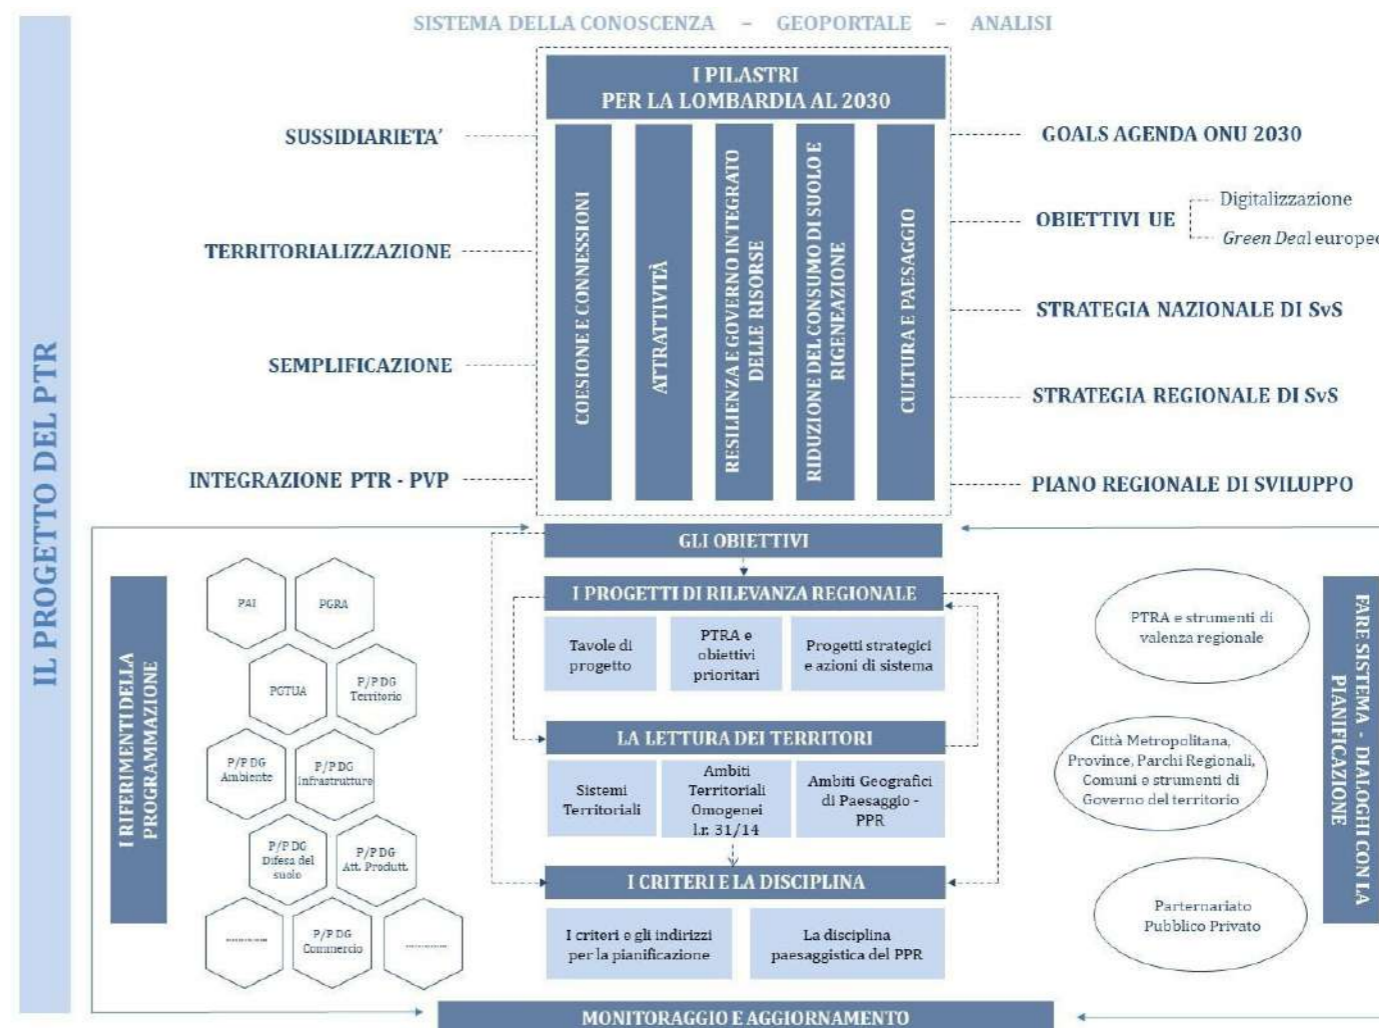 SISTEMA DELLA CONOSCENZA – GEOPORTALE – ANALISI
IL PROGETTO DEL PTR
I PILASTRI
PER LA LOMBARDIA AL 2030
SUSSIDIARIETA'
TERRITORIALIZZAZIONE
SEMPLIFICAZIONE
INTEGRAZIONE PTR - PVP
COESIONE E CONNESSIONI
ATTRATTIVITÀ
RESILIENZA E GOVERNO INTEGRATO
DELLE RISORSE
RIDUZIONE DEL CONSUMO DI SUOLO E
RIGENEAZIONE
CULTURA E PAESAGGIO
GOALS AGENDA ONU 2030
OBIETTIVI UE
Digitalizzazione
Green Deal europeo
STRATEGIA NAZIONALE DI SvS
STRATEGIA REGIONALE DI SvS
PIANO REGIONALE DI SVILUPPO
I RIFERIMENTI DELLA
PROGRAMMAZIONE
PAI
PGRA
PGTUA
P/P DG
Territorio
P/P DG
Ambiente
P/P DG
Infrastrutture
P/P DG
Difesa del
suolo
P/P DG
Att. Produtt.
P/P DG
Commercio
GLI OBIETTIVI
I PROGETTI DI RILEVANZA REGIONALE
Tavole di
progetto
PTRA e
obiettivi
prioritari
Progetti strategici
e azioni di sistema
LA LETTURA DEI TERRITORI
Sistemi
Territoriali
Ambiti
Territoriali
Omogenei
l.r. 31/14
Ambiti Geografici
di Paesaggio -
PPR
I CRITERI E LA DISCIPLINA
I criteri e gli indirizzi
per la pianificazione
La disciplina
paesaggistica del PPR
PTRA e strumenti di
valenza regionale
Città Metropolitana,
Province, Parchi Regionali,
Comuni e strumenti di
Governo del territorio
Parternariato
Pubblico Privato
FARE SISTEMA - DIALOGHI CON LA
PIANIFICAZIONE
MONITORAGGIO E AGGIORNAMENTO